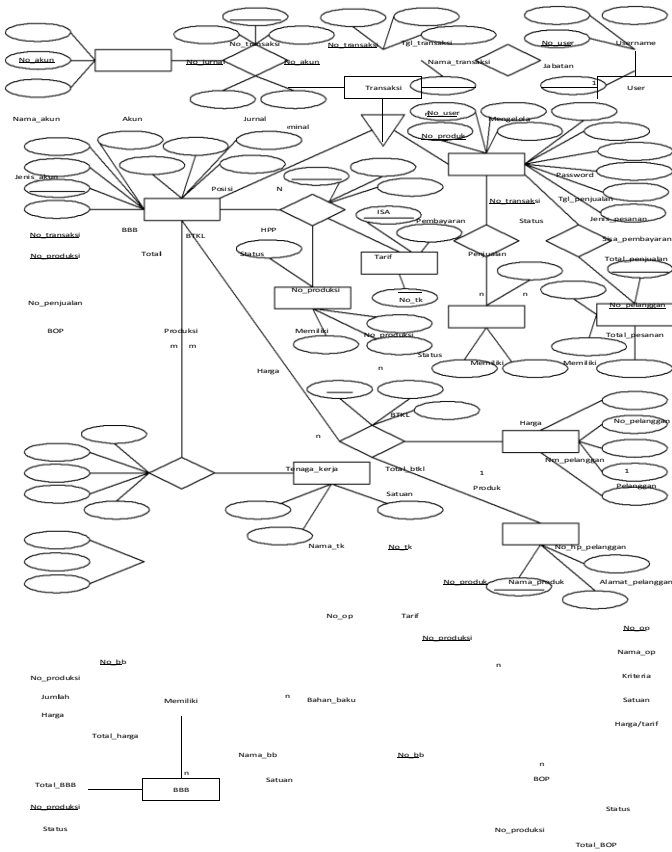 No_transaksi
No_transaksi
Tgl_transaksi
No_user
Username
No_akun
No_jurnal
No_akun
Nama_transaksi
Jabatan
Transaksi
1
User
Nama_akun
Akun
Jurnal
minal
No_user
Mengelola
No_produk
Jenis_akun
Posisi
N
Password
No_transaksi
Tgl_penjualan
ISA
Pembayaran
Status
Jenis_pesanan
No_transaksi
BBB
BTKL
HPP
Sisa_pembayaran
No_produksi
Total
Status
Tarif
Penjualan
Total_penjualan
No_penjualan
No_produksi
No_tk
n
n
No_pelanggan
BOP
Produksi
Memiliki
No_produksi
Total_pesanan
m
m
Status
Memiliki
Memiliki
Harga
n
BTKL
Harga
No_pelanggan
n
Nm_pelanggan
Tenaga_kerja
Total_btkl
1
1
Produk
Pelanggan
Satuan
Nama_tk
No_tk
No_hp_pelanggan
No_produk
Nama_produk
Alamat_pelanggan
No_op
Tarif
No_op
No_produksi
Nama_op
No_bb
n
No_produksi
Kriteria
Jumlah
Memiliki
n
Bahan_baku
Satuan
Harga
Harga/tarif
Total_harga
Nama_bb
No_bb
n
n
Satuan
BOP
Total_BBB
BBB
No_produksi
Status
Status
No_produksi
Total_BOP